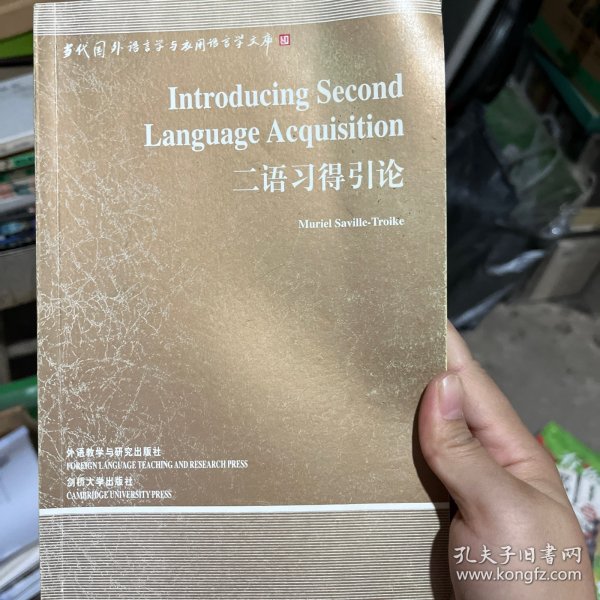 当代国外语言学与应用语言学文库
Introducing Second
Language Acquisition
二语习得引论
Muriel Saville-Troike
外语教学与研究出版社
FOREIGN LANGUAGE TEACHING AND RESEARCH PRESS
剑桥大学出版社
CAMBRIDGE UNIVERSITY PRESS
孔夫子旧书网
www.kongfz.com